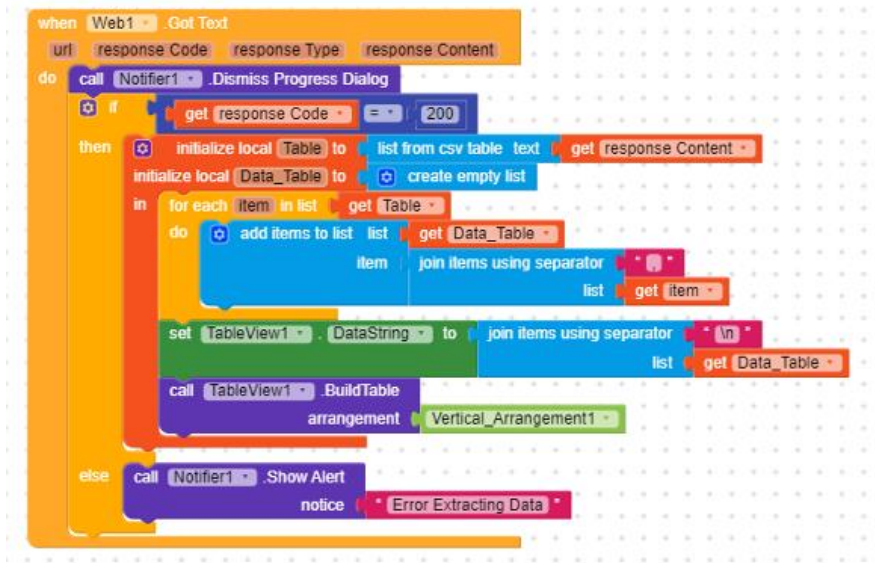 when Web1 .Got Text
url response Code response Type response Content
do call Notifier1 .Dismiss Progress Dialog
if get response Code = 200
then initialize local Table to list from csv table text get response Content
initialize local Data_Table to create empty list
in for each item in list get Table
do add items to list list get Data_Table
item join items using separator " , "
list get item
set TableView1 . DataString to join items using separator " \n "
list get Data_Table
call TableView1 .BuildTable
arrangement Vertical_Arrangement1
else call Notifier1 .Show Alert
notice " Error Extracting Data "